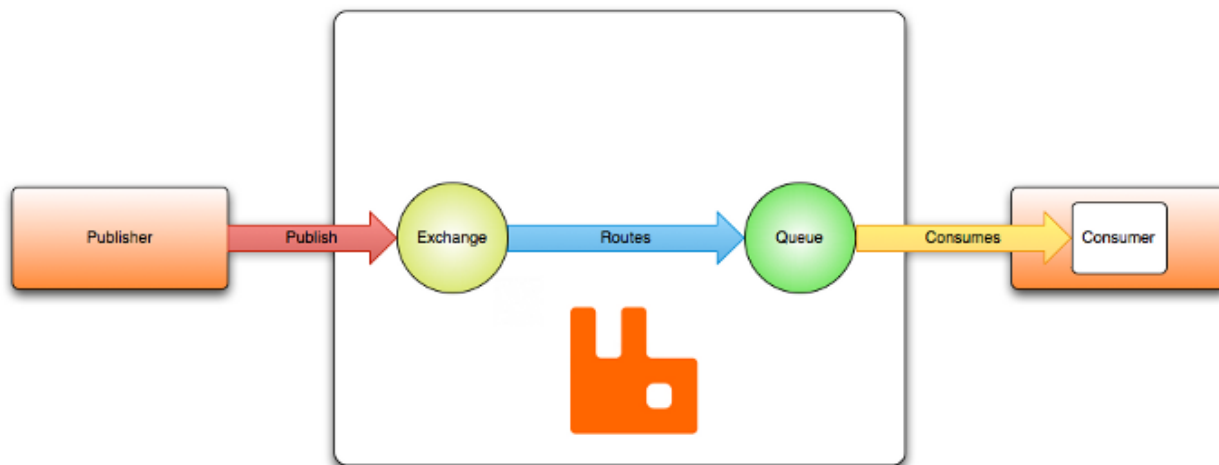 Publisher
Publish
Exchange
Routes
Queue
Consumes
Consumer